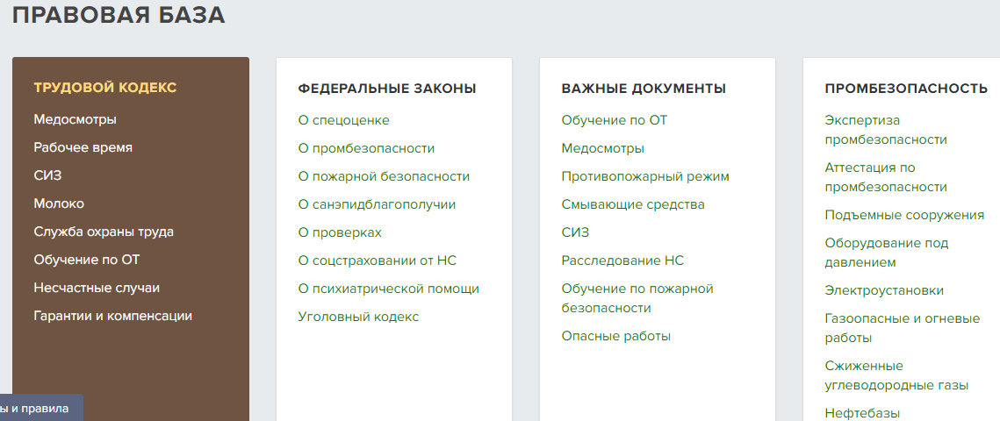 ПРАВОВАЯ БАЗА
ТРУДОВОЙ КОДЕКС
Медосмотры
Рабочее время
СИЗ
Молоко
Служба охраны труда
Обучение по ОТ
Несчастные случаи
Гарантии и компенсации
ФЕДЕРАЛЬНЫЕ ЗАКОНЫ
О спецоценке
О промбезопасности
О пожарной безопасности
О санэпидблагополучии
О проверках
О соцстраховании от НС
О психиатрической помощи
Уголовный кодекс
ВАЖНЫЕ ДОКУМЕНТЫ
Обучение по ОТ
Медосмотры
Противопожарный режим
Смывающие средства
СИЗ
Расследование НС
Обучение по пожарной
безопасности
Опасные работы
ПРОМБЕЗОПАСНОСТЬ
Экспертиза
промбезопасности
Аттестация по
промбезопасности
Подъемные сооружения
Оборудование под
давлением
Электроустановки
Газоопасные и огневые
работы
Сжиженные
углеводородные газы
Нефтебазы
ы и правила